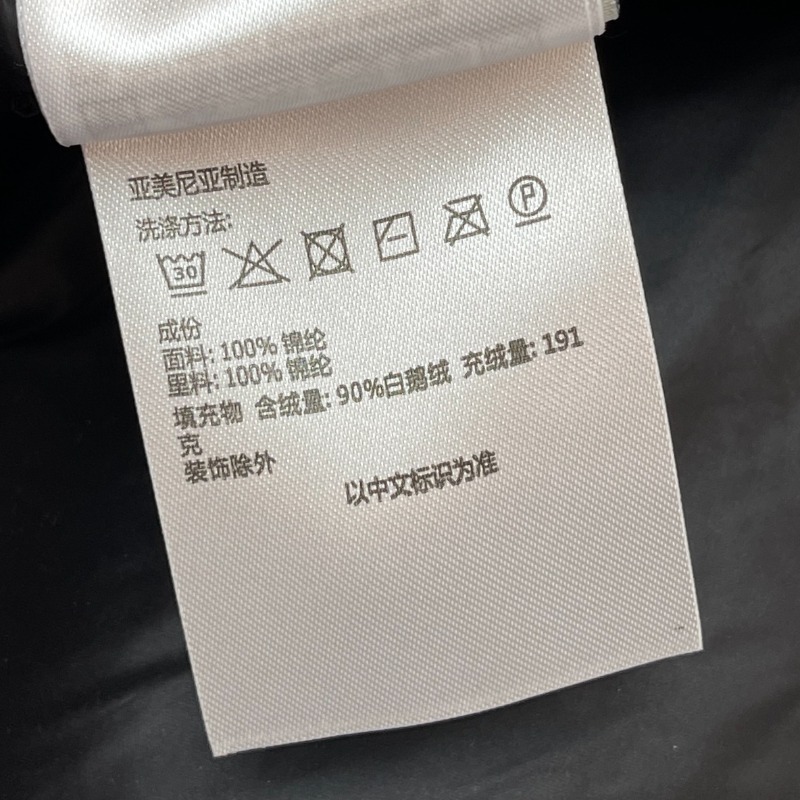 亚美尼亚制造
洗涤方法:
30
P
成份
面料: 100% 锦纶
里料: 100% 锦纶
填充物 含绒量: 90%白鹅绒 充绒量: 191
克
装饰除外
以中文标识为准